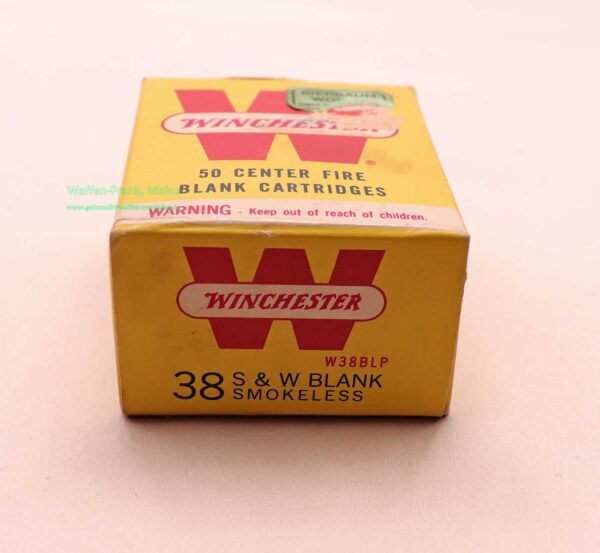 WINCHESTER
®
50 CENTER FIRE
BLANK CARTRIDGES
Waffen-Frank, Mainz
WARNING - Keep out of reach of children.
W
WINCHESTER
W38BLP
38 S & W BLANK
SMOKELESS